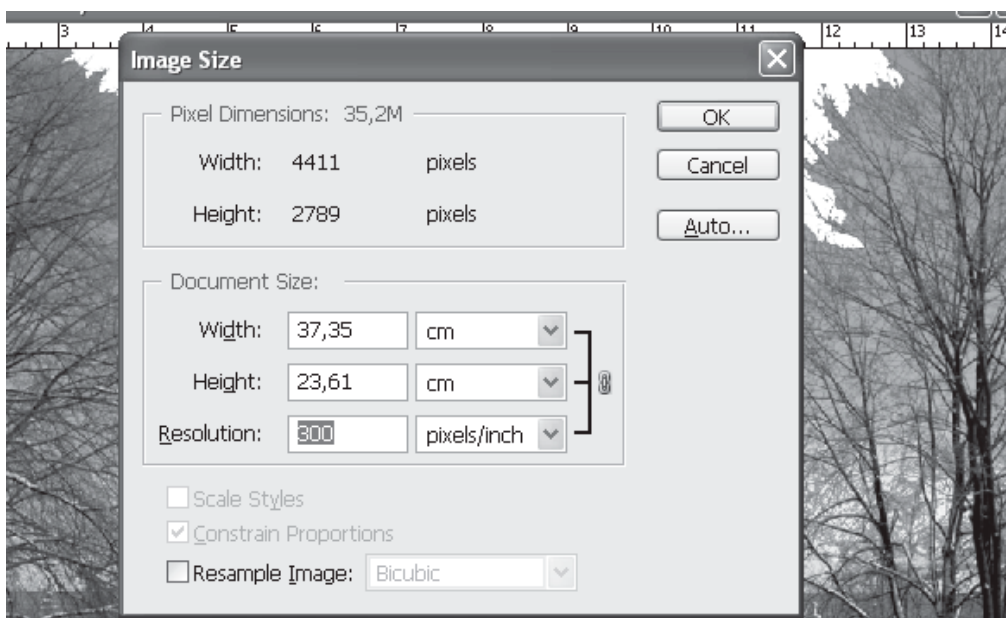 3 4 5 6 7 8 9 10 11 12 13 14
Image Size
Pixel Dimensions: 35,2M
OK
Width: 4411 pixels
Cancel
Height: 2789 pixels
Auto...
Document Size:
Width: 37,35 cm
Height: 23,61 cm
Resolution: 300 pixels/inch
Scale Styles
Constrain Proportions
Resample Image: Bicubic